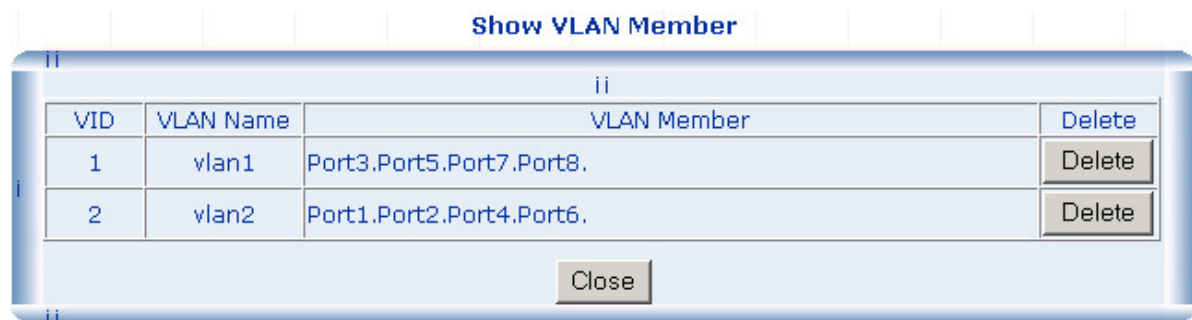 Show VLAN Member
i i
i i
VID VLAN Name VLAN Member Delete
1 vlan1 Port3.Port5.Port7.Port8. Delete
i
2 vlan2 Port1.Port2.Port4.Port6. Delete
Close
i i